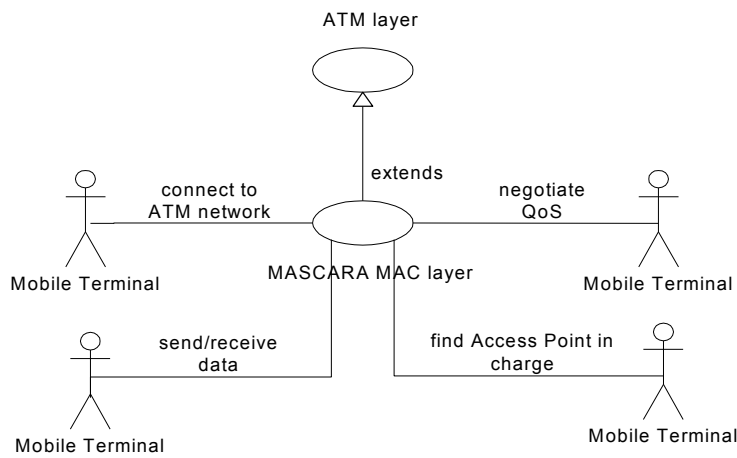 ATM layer
extends
connect to
ATM network
negotiate
QoS
Mobile Terminal
MASCARA MAC layer
Mobile Terminal
send/receive
data
find Access Point in
charge
Mobile Terminal
Mobile Terminal